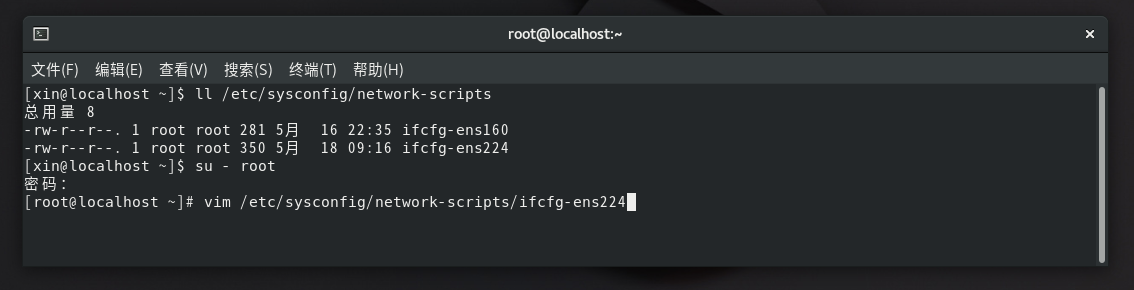 root@localhost:~
文件(F) 编辑(E) 查看(V) 搜索(S) 终端(T) 帮助(H)
[xin@localhost ~]$ ll /etc/sysconfig/network-scripts
总用量 8
-rw-r--r--. 1 root root 281 5月  16 22:35 ifcfg-ens160
-rw-r--r--. 1 root root 350 5月  18 09:16 ifcfg-ens224
[xin@localhost ~]$ su - root
密码：
[root@localhost ~]# vim /etc/sysconfig/network-scripts/ifcfg-ens224